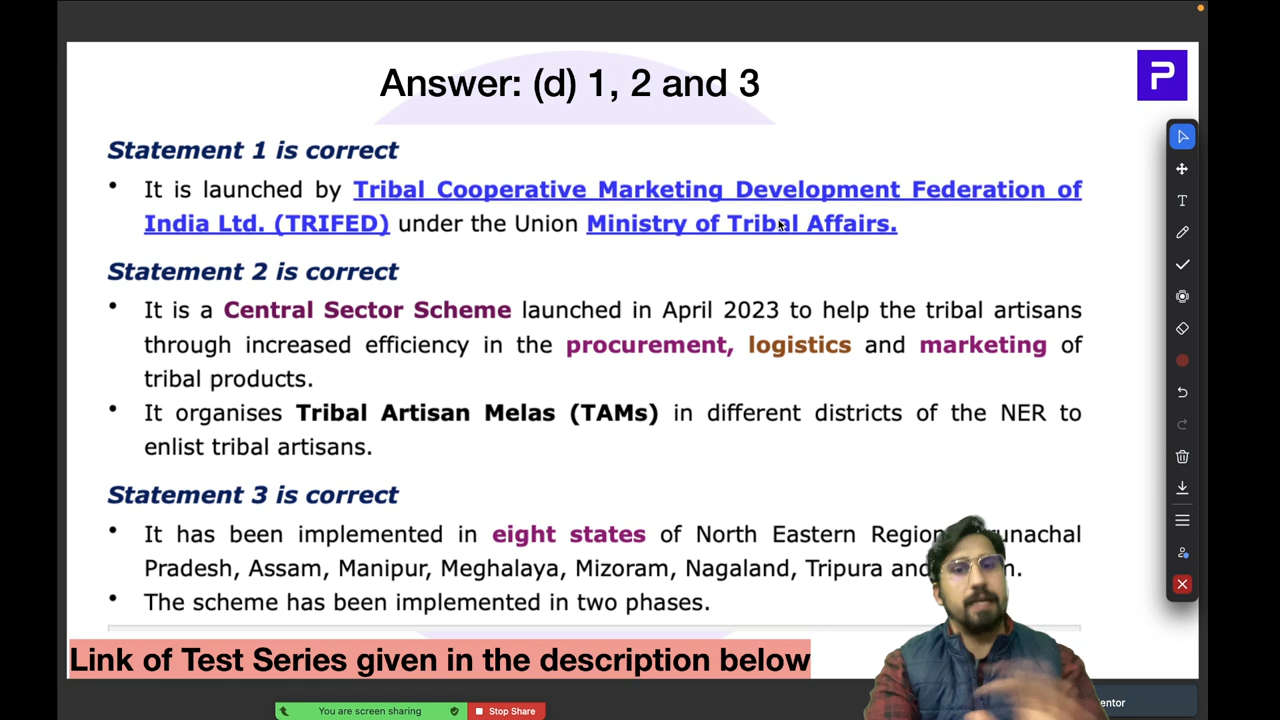 Answer: (d) 1, 2 and 3
P
Statement 1 is correct
• It is launched by Tribal Cooperative Marketing Development Federation of
India Ltd. (TRIFED) under the Union Ministry of Tribal Affairs.
Statement 2 is correct
• It is a Central Sector Scheme launched in April 2023 to help the tribal artisans
through increased efficiency in the procurement, logistics and marketing of
tribal products.
• It organises Tribal Artisan Melas (TAMs) in different districts of the NER to
enlist tribal artisans.
Statement 3 is correct
• It has been implemented in eight states of North Eastern Region
Pradesh, Assam, Manipur, Meghalaya, Mizoram, Nagaland, Tripura and
• The scheme has been implemented in two phases.
Link of Test Series given in the description below
You are screen sharing
Stop Share